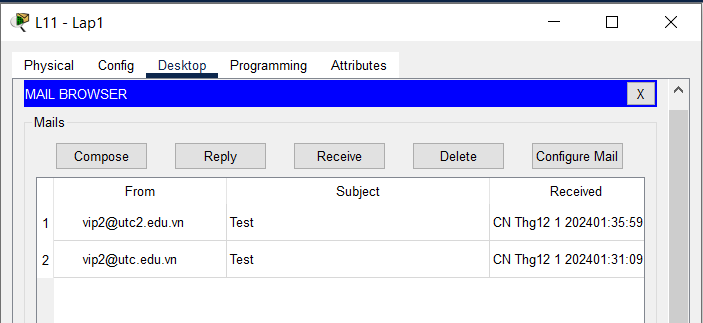 L11 - Lap1
Physical Config Desktop Programming Attributes
MAIL BROWSER X
Mails
Compose Reply Receive Delete Configure Mail
From Subject Received
1 vip2@utc2.edu.vn Test CN Thg12 1 202401:35:59
2 vip2@utc.edu.vn Test CN Thg12 1 202401:31:09